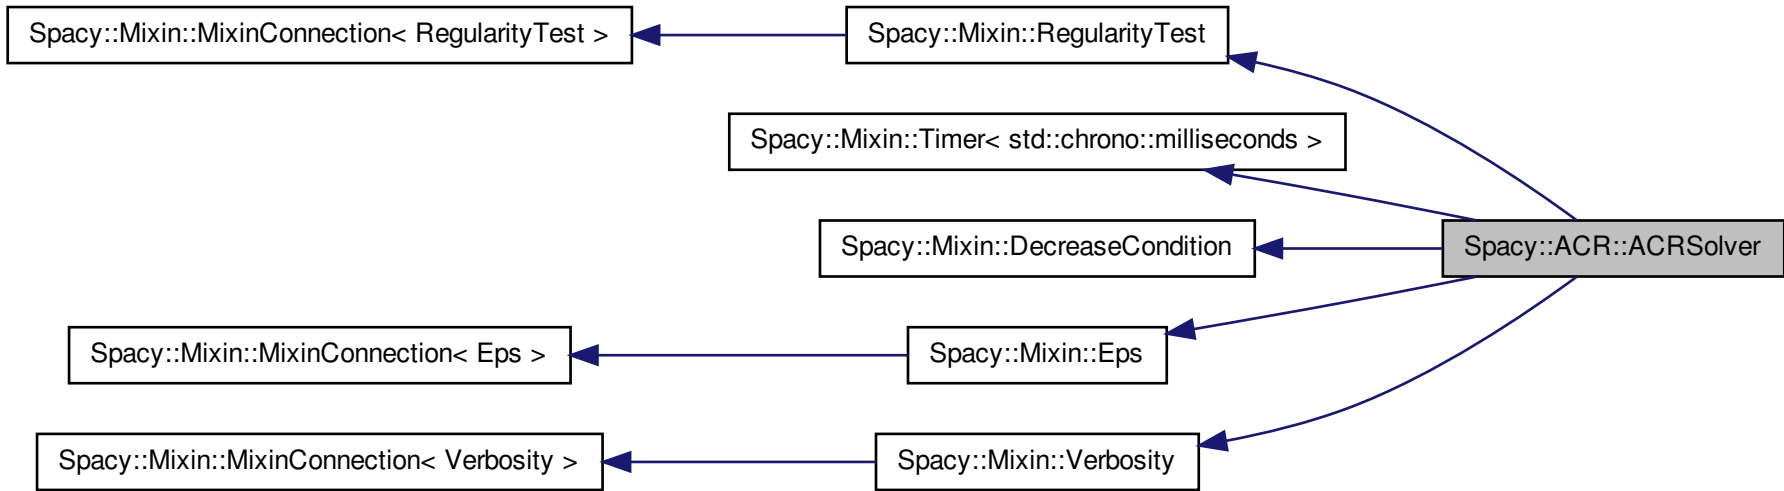 Spacy::Mixin::MixinConnection< RegularityTest >
Spacy::Mixin::RegularityTest
Spacy::Mixin::Timer< std::chrono::milliseconds >
Spacy::Mixin::DecreaseCondition
Spacy::ACR::ACRSolver
Spacy::Mixin::MixinConnection< Eps >
Spacy::Mixin::Eps
Spacy::Mixin::MixinConnection< Verbosity >
Spacy::Mixin::Verbosity